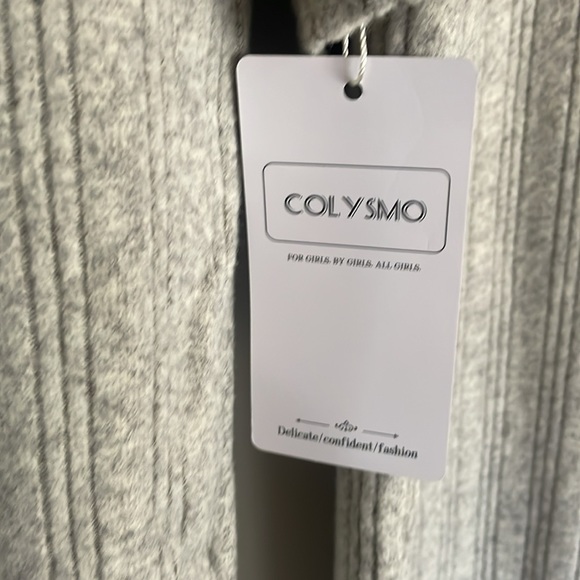 COLYSMO
FOR GIRLS. BY GIRLS. ALL GIRLS.
Delicate/confident/fashion